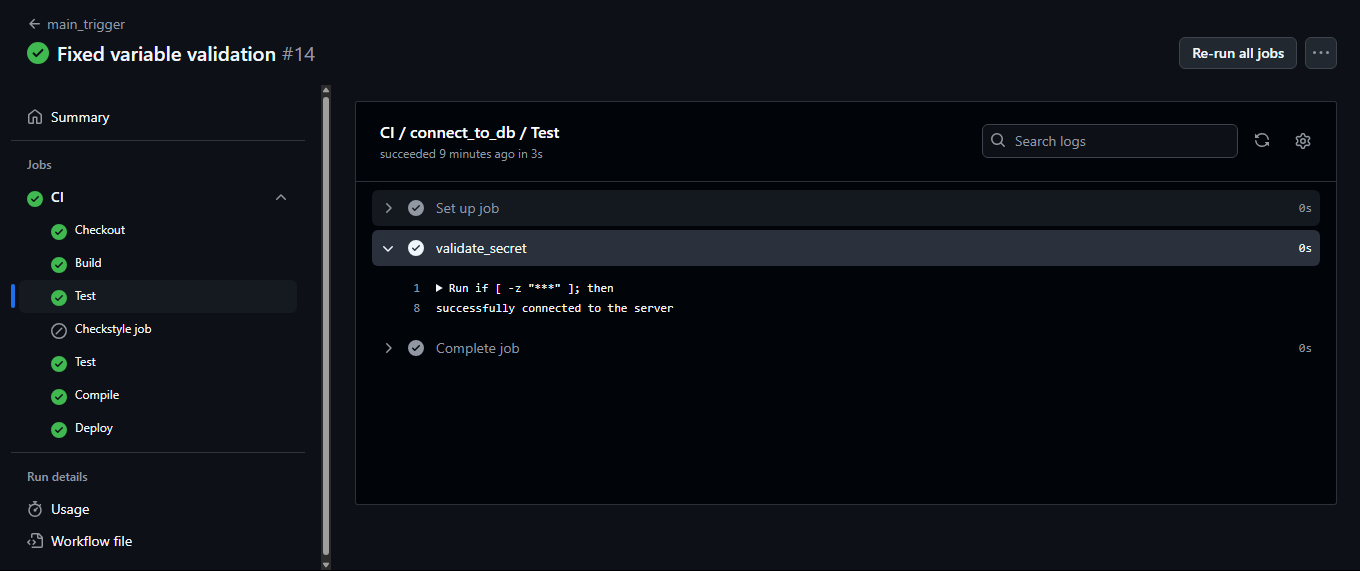 ← main_trigger
Fixed variable validation #14
Re-run all jobs
Summary
Jobs
CI
Checkout
Build
Test
Checkstyle job
Test
Compile
Deploy
Run details
Usage
Workflow file
CI / connect_to_db / Test
succeeded 9 minutes ago in 3s
Search logs
Set up job 0s
validate_secret 0s
1 Run if [ -z "***" ]; then
8 successfully connected to the server
Complete job 0s